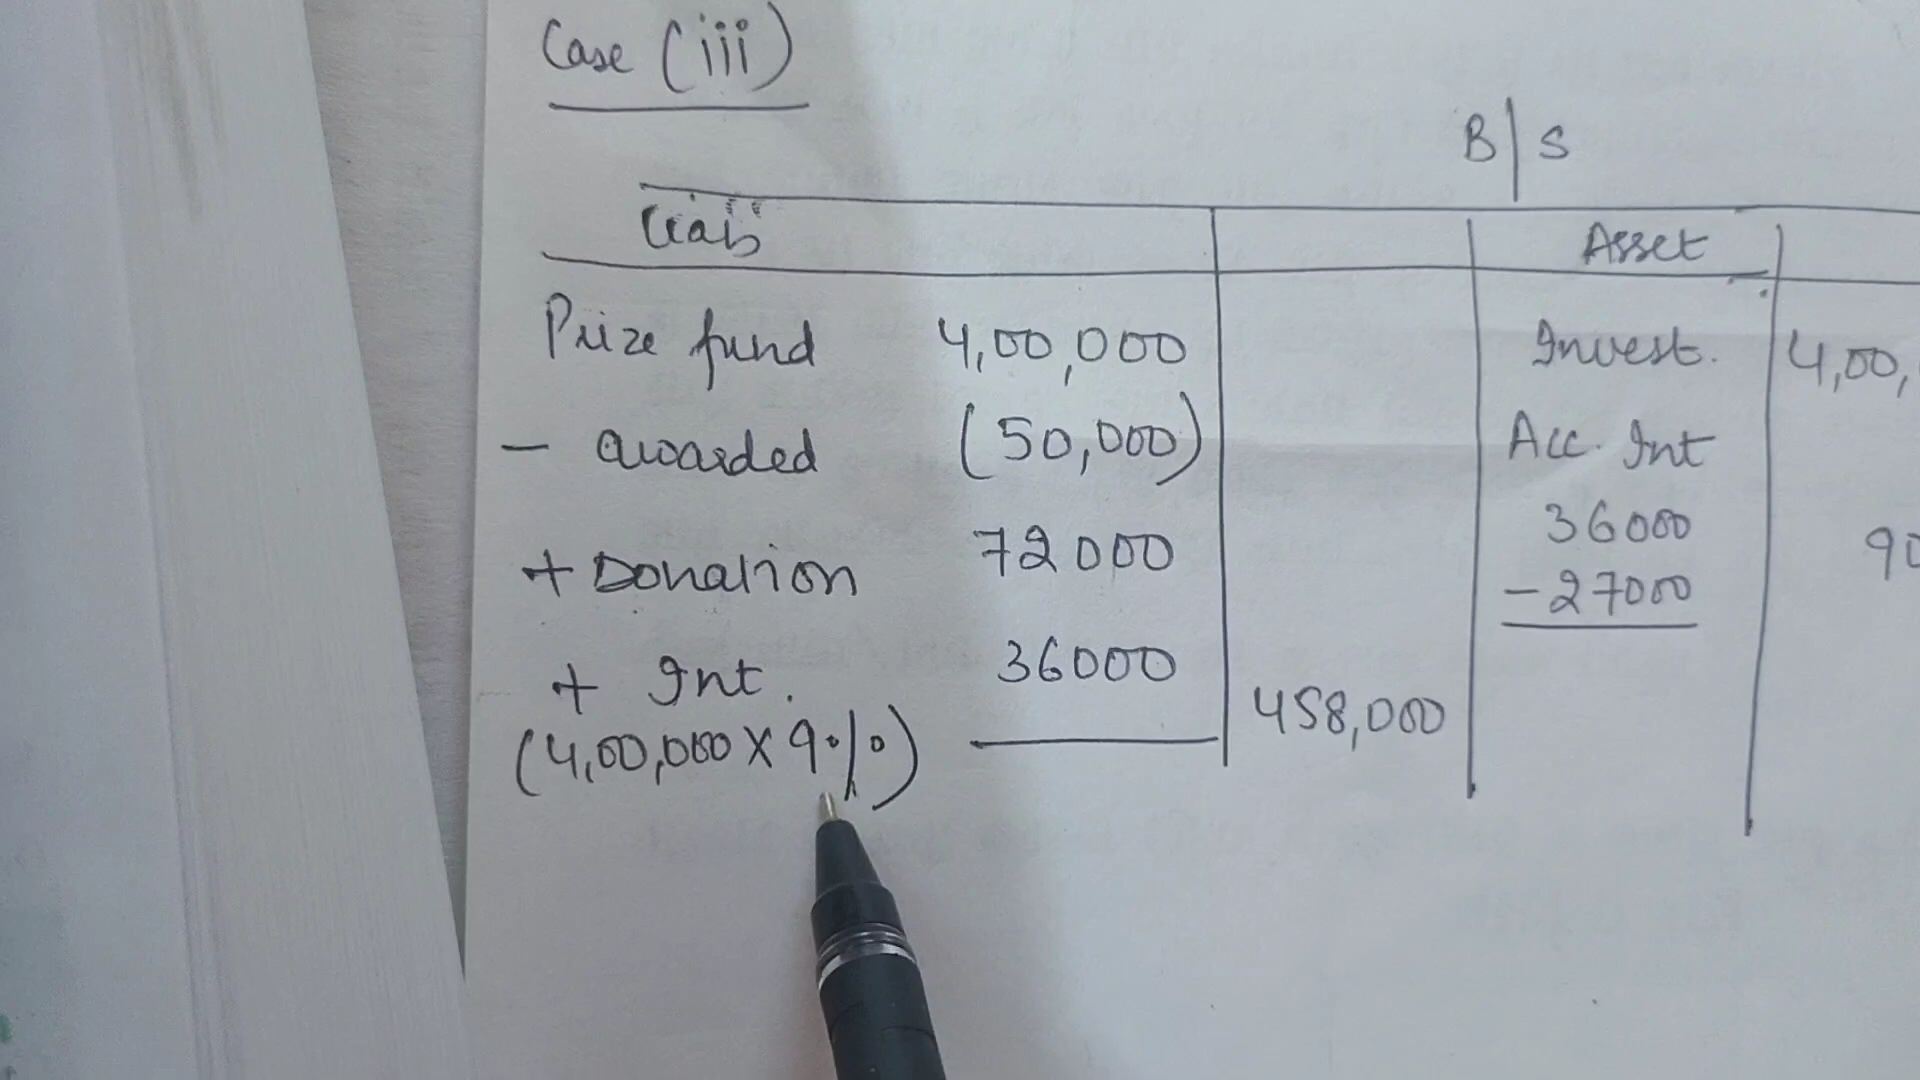 Case (iii)
B/S
Liab Asset
Prize fund 4,00,000 Invest. 4,00,
- awarded (50,000) Acc. Int
+ Donation 72000 36000 90
- 27000
+ Int. 36000
(4,00,000 x 9%) 458,000